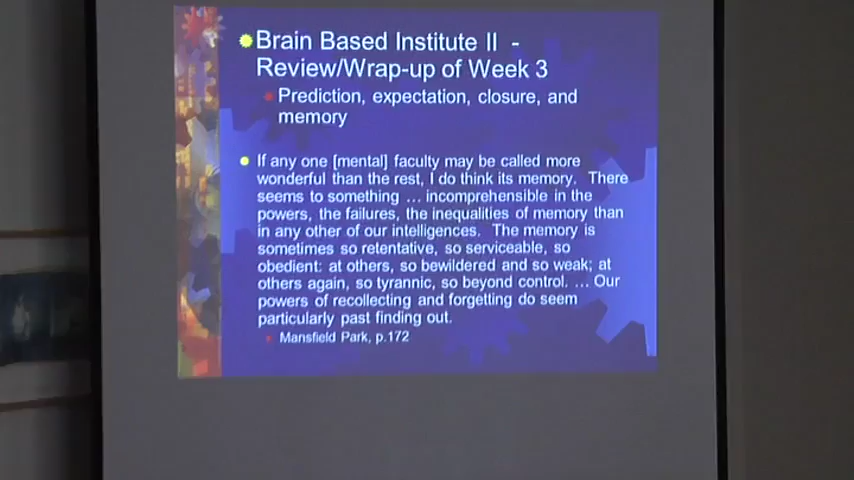 Brain Based Institute II -
Review/Wrap-up of Week 3
Prediction, expectation, closure, and
memory
If any one [mental] faculty may be called more
wonderful than the rest, I do think its memory. There
seems to something … incomprehensible in the
powers, the failures, the inequalities of memory than
in any other of our intelligences. The memory is
sometimes so retentive, so serviceable, so
obedient: at others, so bewildered and so weak; at
others again, so tyrannic, so beyond control. … Our
powers of recollecting and forgetting do seem
particularly past finding out.
Mansfield Park, p.172